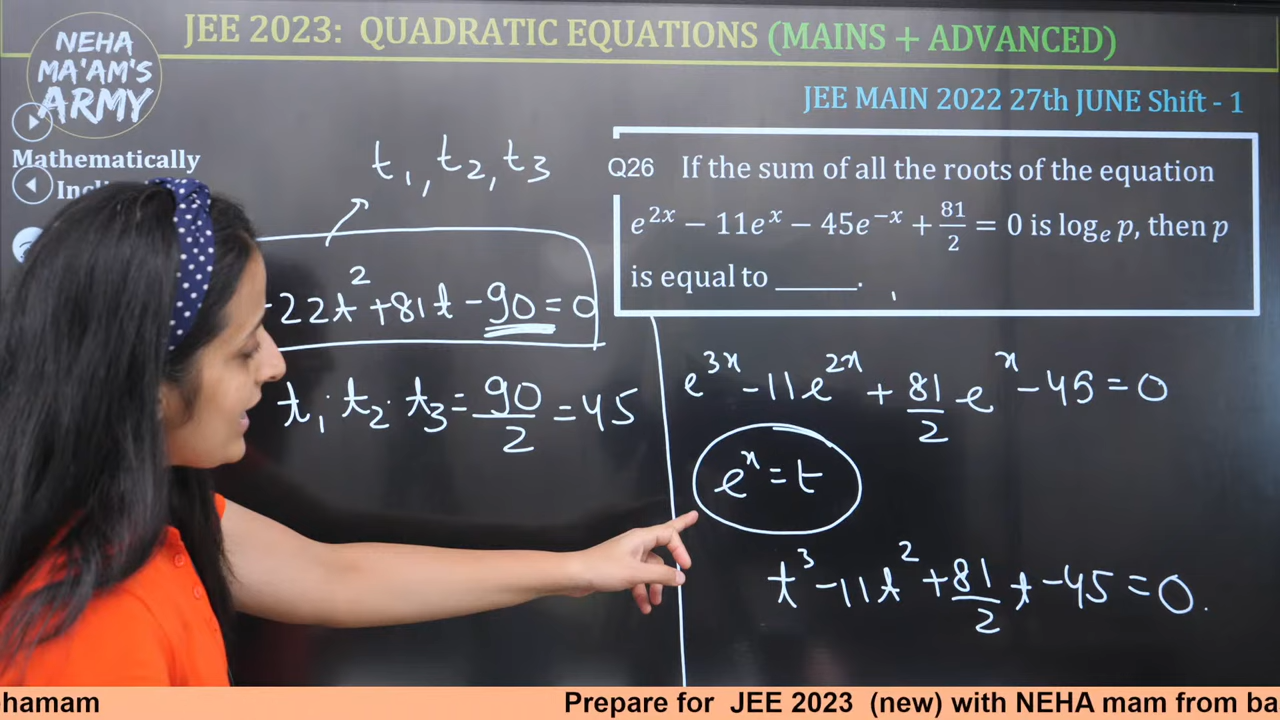 JEE 2023: QUADRATIC EQUATIONS (MAINS + ADVANCED)
NEHA
MA'AM'S
ARMY
JEE MAIN 2022 27th JUNE Shift - 1
Mathematically
Q26 If the sum of all the roots of the equation
e^{2x} − 11e^x − 45e^{−x} + 81/2 = 0 is log_e p, then p
is equal to ______.
t₁, t₂, t₃
-22t² + 81t - 90 = 0
t₁ · t₂ · t₃ = 90/2 = 45
e^{3x} - 11e^{2x} + 81/2 e^x - 45 = 0
e^x = t
t³ - 11t² + 81/2 t - 45 = 0.
hamam
Prepare for JEE 2023 (new) with NEHA mam from ba